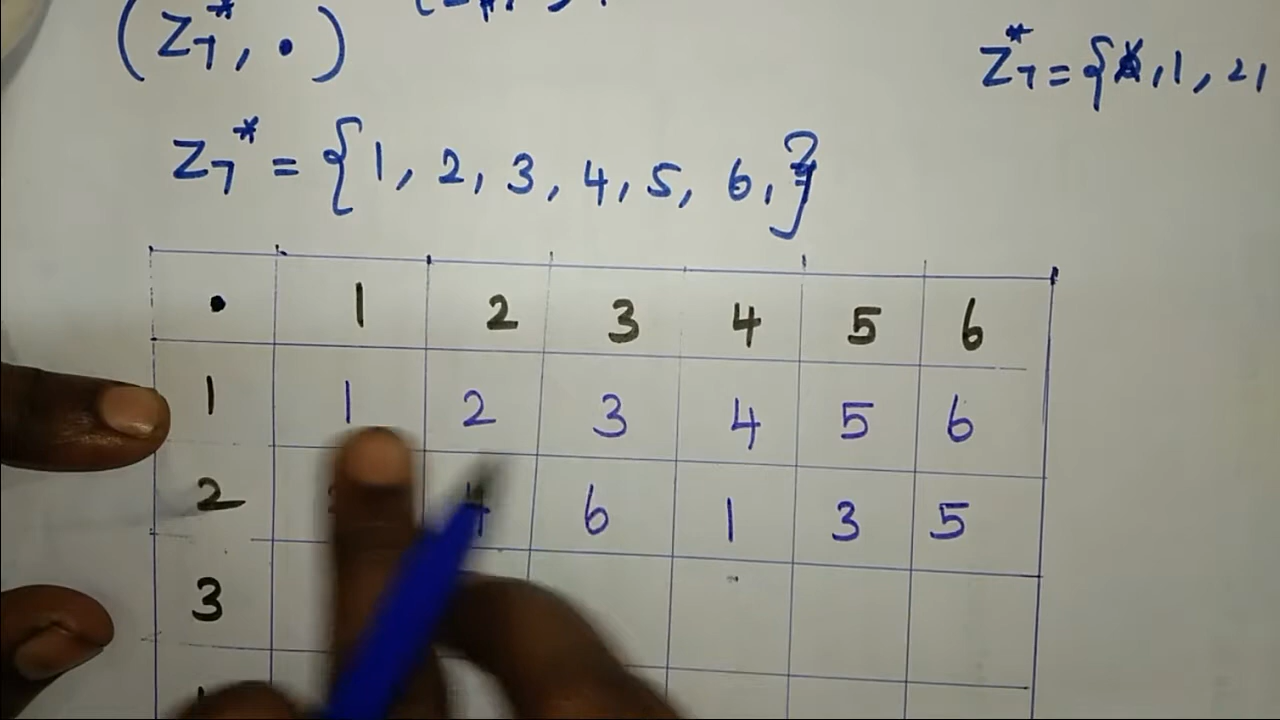 (Z₇*, •)
Z₇* = {1, 2,
Z₇* = {1, 2, 3, 4, 5, 6,}
• 1 2 3 4 5 6
1 1 2 3 4 5 6
2 4 6 1 3 5
3